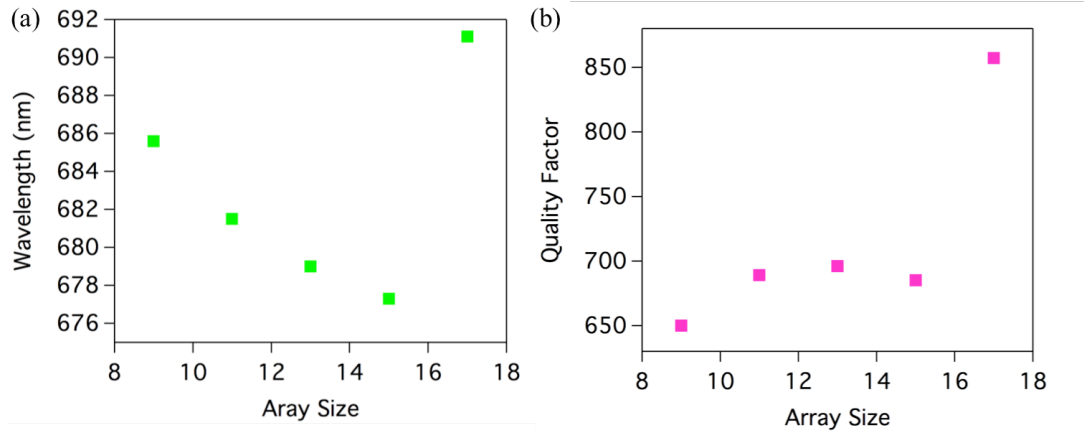 (a)
692
690
688
686
684
682
680
678
676
Wavelength (nm)
8 10 12 14 16 18
Aray Size
(b)
850
800
750
700
650
Quality Factor
8 10 12 14 16 18
Array Size